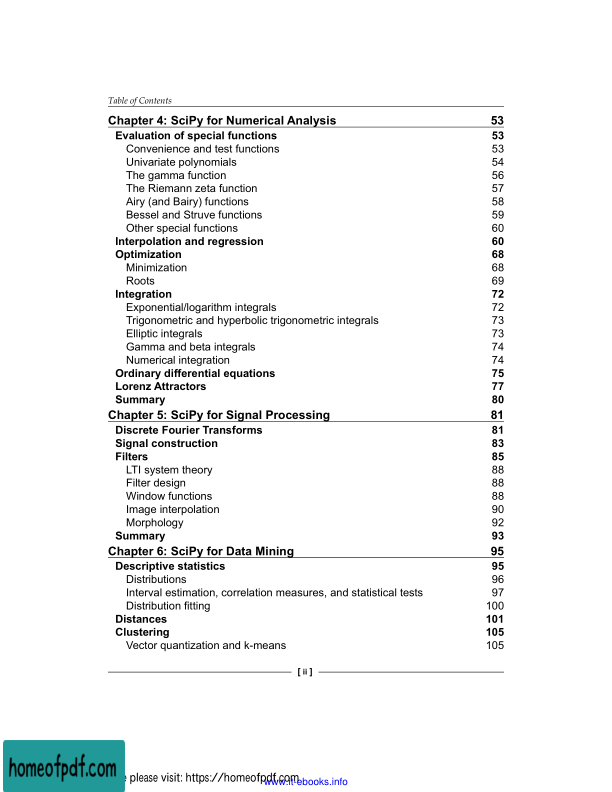 Table of Contents
Chapter 4: SciPy for Numerical Analysis 53
Evaluation of special functions 53
Convenience and test functions 53
Univariate polynomials 54
The gamma function 56
The Riemann zeta function 57
Airy (and Bairy) functions 58
Bessel and Struve functions 59
Other special functions 60
Interpolation and regression 60
Optimization 68
Minimization 68
Roots 69
Integration 72
Exponential/logarithm integrals 72
Trigonometric and hyperbolic trigonometric integrals 73
Elliptic integrals 73
Gamma and beta integrals 74
Numerical integration 74
Ordinary differential equations 75
Lorenz Attractors 77
Summary 80
Chapter 5: SciPy for Signal Processing 81
Discrete Fourier Transforms 81
Signal construction 83
Filters 85
LTI system theory 88
Filter design 88
Window functions 88
Image interpolation 90
Morphology 92
Summary 93
Chapter 6: SciPy for Data Mining 95
Descriptive statistics 95
Distributions 96
Interval estimation, correlation measures, and statistical tests 97
Distribution fitting 100
Distances 101
Clustering 105
Vector quantization and k-means 105
[ ii ]
homeofpdf.com
please visit: https://homeofpdf.com
www.it-ebooks.info